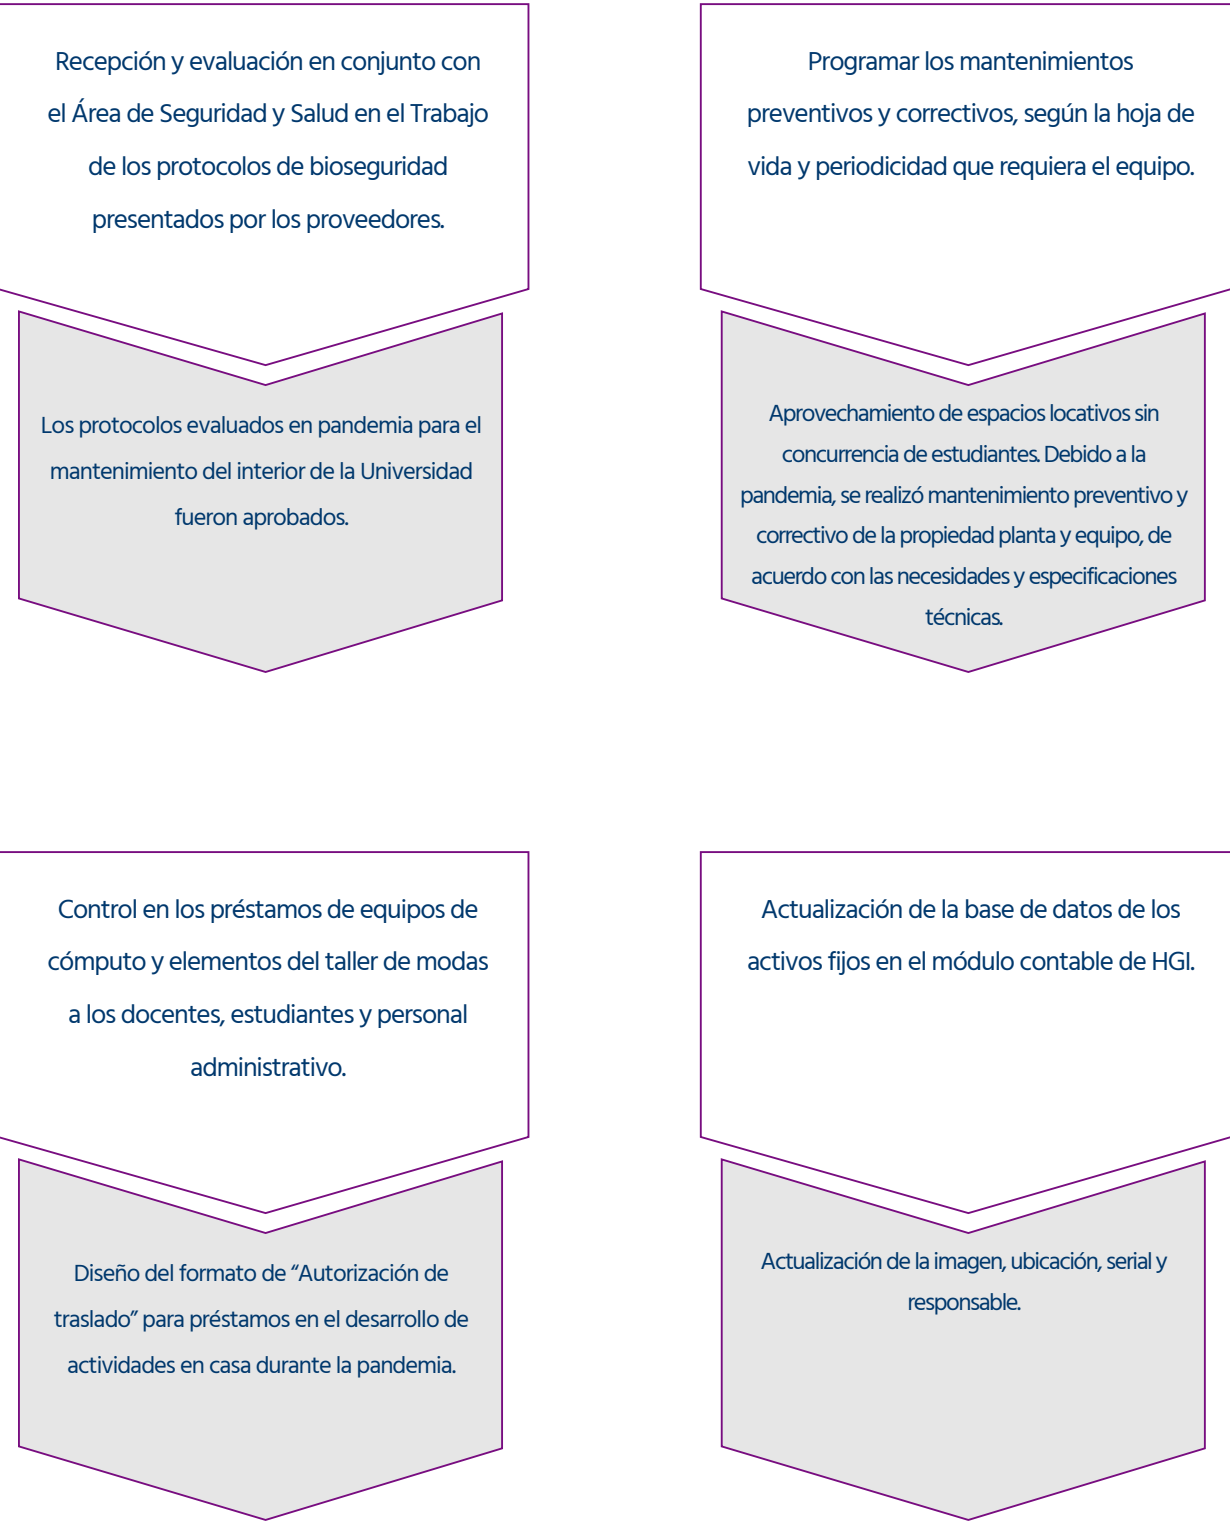 Recepción y evaluación en conjunto con
el Área de Seguridad y Salud en el Trabajo
de los protocolos de bioseguridad
presentados por los proveedores.
Los protocolos evaluados en pandemia para el
mantenimiento del interior de la Universidad
fueron aprobados.
Programar los mantenimientos
preventivos y correctivos, según la hoja de
vida y periodicidad que requiera el equipo.
Aprovechamiento de espacios locativos sin
concurrencia de estudiantes. Debido a la
pandemia, se realizó mantenimiento preventivo y
correctivo de la propiedad planta y equipo, de
acuerdo con las necesidades y especificaciones
técnicas.
Control en los préstamos de equipos de
cómputo y elementos del taller de modas
a los docentes, estudiantes y personal
administrativo.
Diseño del formato de “Autorización de
traslado” para préstamos en el desarrollo de
actividades en casa durante la pandemia.
Actualización de la base de datos de los
activos fijos en el módulo contable de HGI.
Actualización de la imagen, ubicación, serial y
responsable.